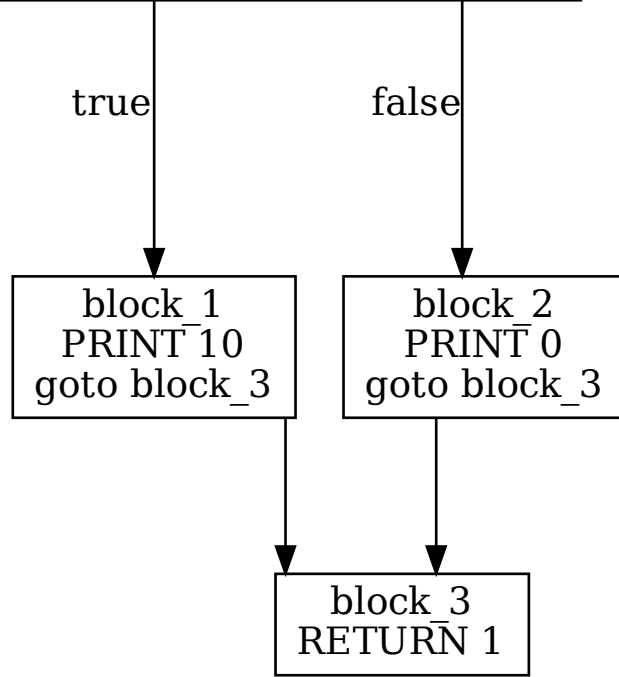 true
false
block_1
PRINT 10
goto block_3
block_2
PRINT 0
goto block_3
block_3
RETURN 1